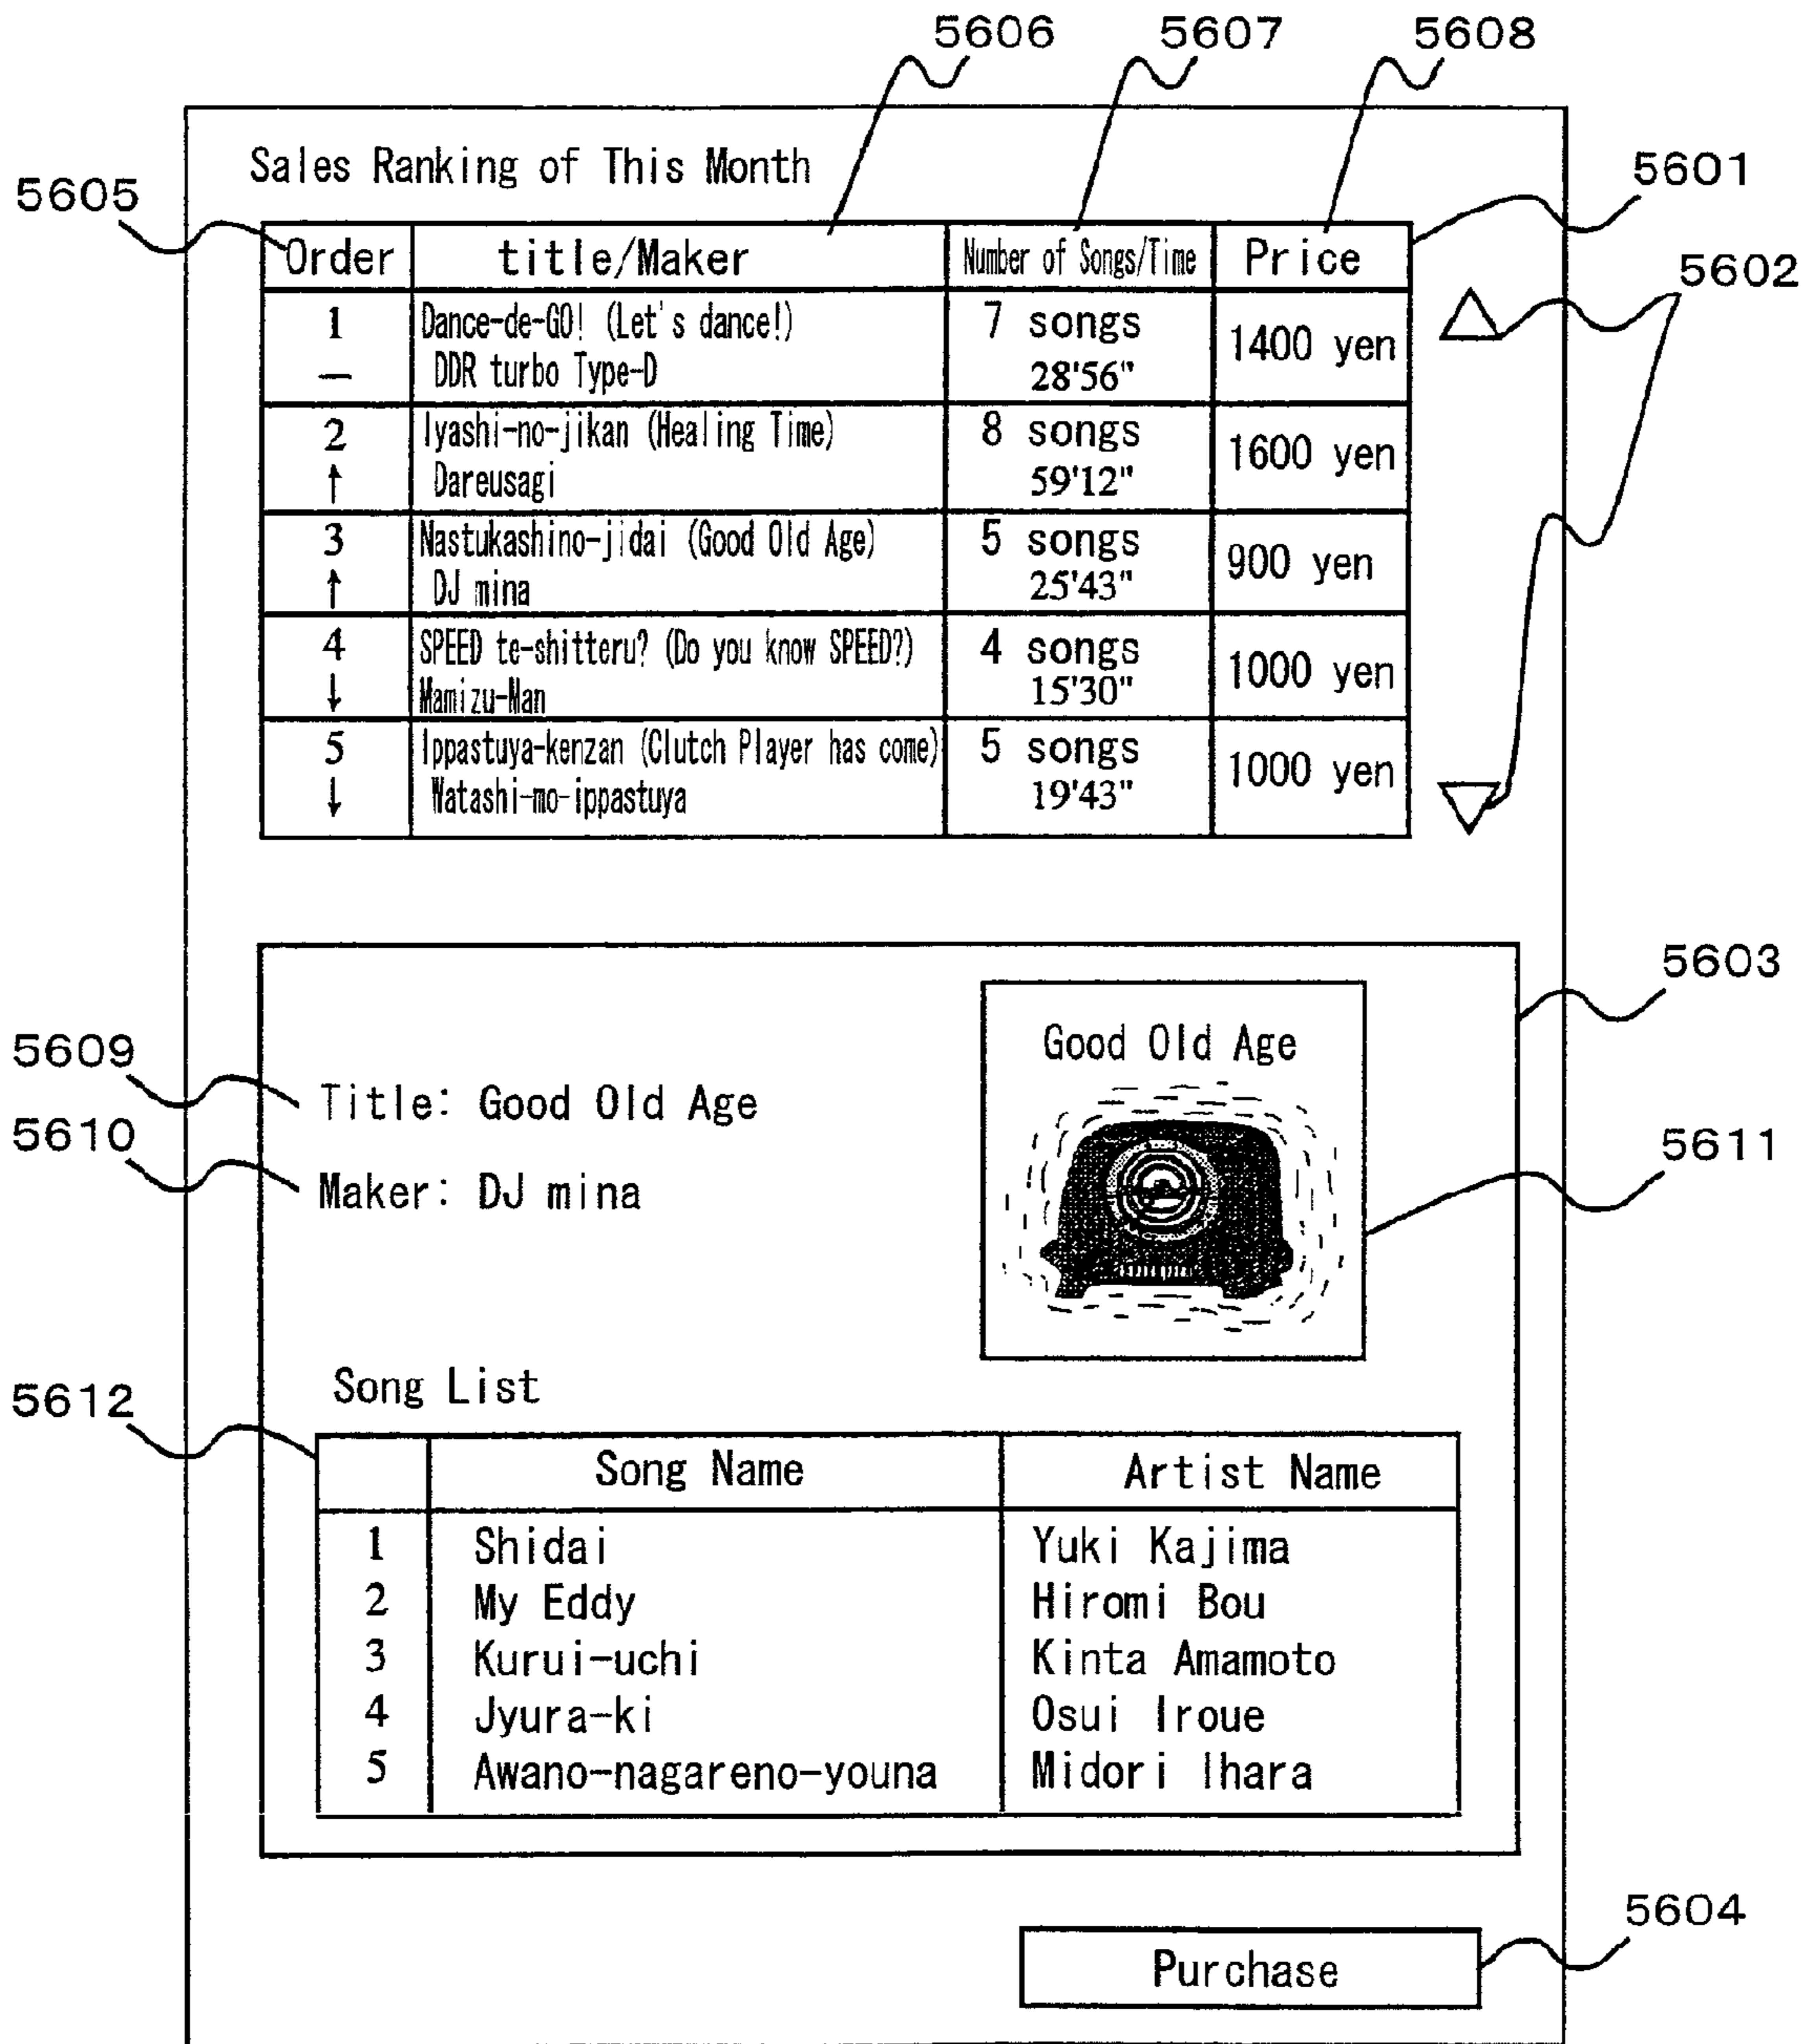 5606 5607 5608
Sales Ranking of This Month
5601
5605
5602
Order title/Maker Number of Songs/Time Price
1 Dance-de-GO! (Let's dance!) 7 songs 1400 yen
— DDR turbo Type-D 28'56"
2 Iyashi-no-jikan (Healing Time) 8 songs 1600 yen
↑ Dareusagi 59'12"
3 Nastukashino-jidai (Good Old Age) 5 songs 900 yen
↑ DJ mina 25'43"
4 SPEED te-shitteru? (Do you know SPEED?) 4 songs 1000 yen
↓ Mamizu-Man 15'30"
5 Ippastuya-kenzan (Clutch Player has come) 5 songs 1000 yen
↓ Watashi-mo-ippastuya 19'43"
5603
Good Old Age
5609
Title: Good Old Age
5610
5611
Maker: DJ mina
Song List
5612
Song Name Artist Name
1 Shidai Yuki Kajima
2 My Eddy Hiromi Bou
3 Kurui-uchi Kinta Amamoto
4 Jyura-ki Osui Iroue
5 Awano-nagareno-youna Midori Ihara
5604
Purchase